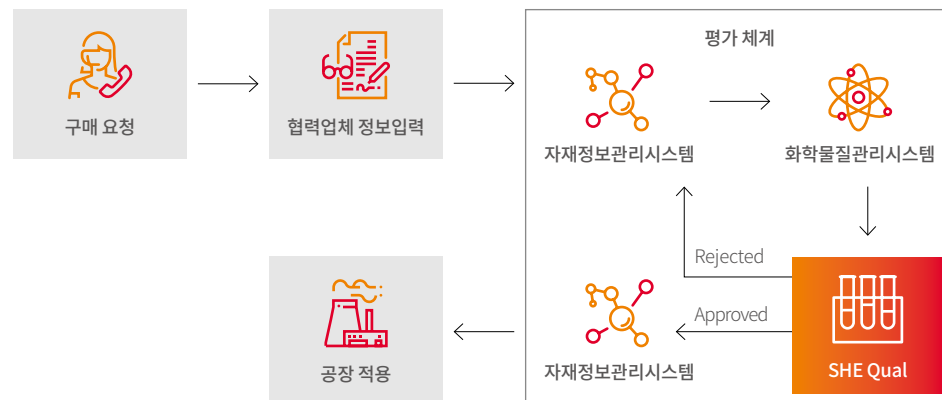 평가 체계
구매 요청
협력업체 정보입력
자재정보관리시스템
화학물질관리시스템
Rejected
Approved
SHE Qual
자재정보관리시스템
공장 적용